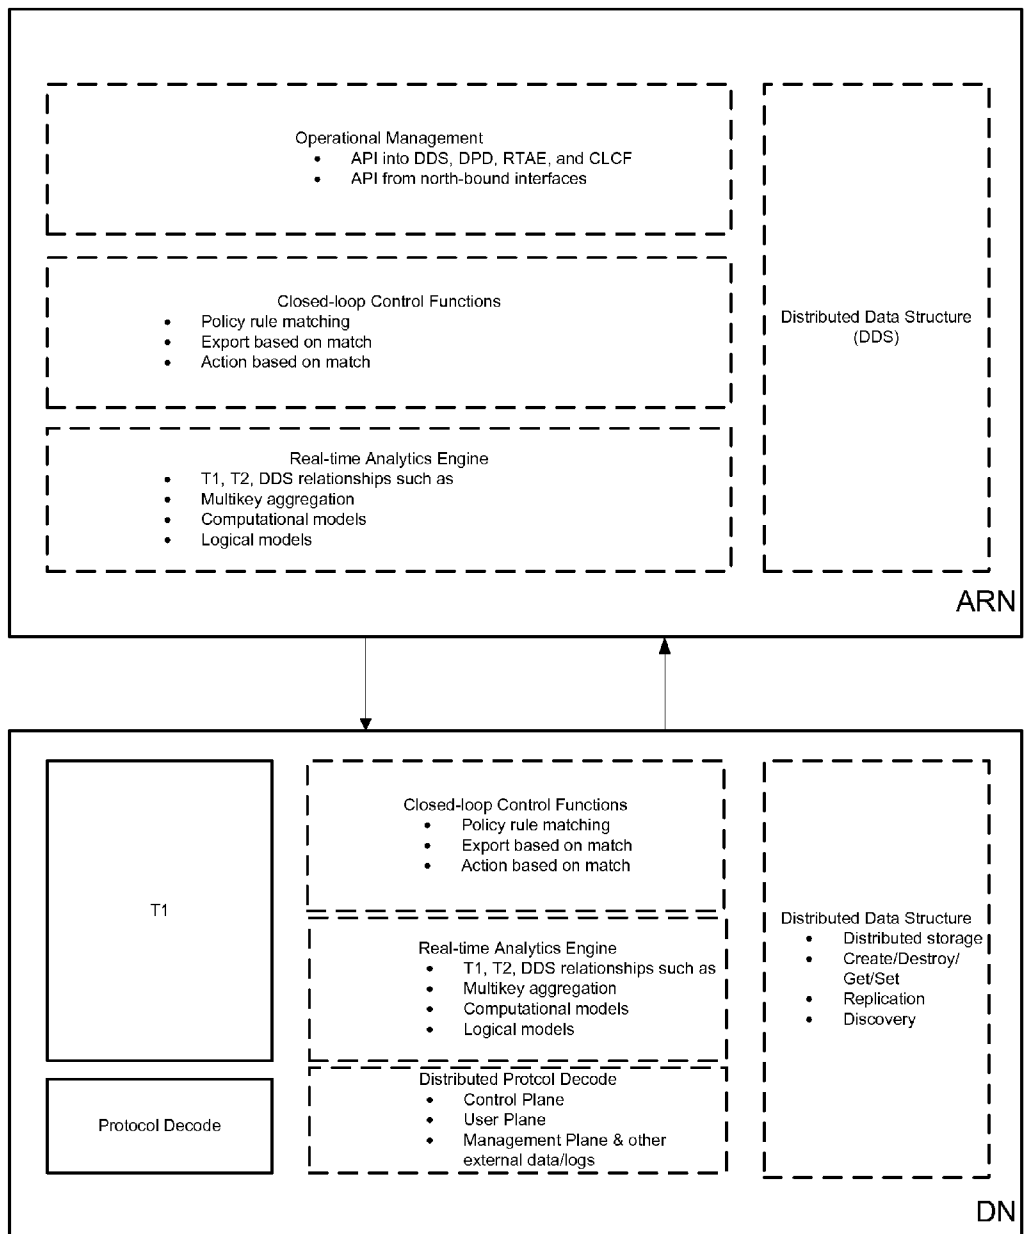 Operational Management
• API into DDS, DPD, RTAE, and CLCF
• API from north-bound interfaces
Closed-loop Control Functions
• Policy rule matching
• Export based on match
• Action based on match
Real-time Analytics Engine
• T1, T2, DDS relationships such as
• Multikey aggregation
• Computational models
• Logical models
Distributed Data Structure
(DDS)
ARN
T1
Protocol Decode
Closed-loop Control Functions
• Policy rule matching
• Export based on match
• Action based on match
Real-time Analytics Engine
• T1, T2, DDS relationships such as
• Multikey aggregation
• Computational models
• Logical models
Distributed Protcol Decode
• Control Plane
• User Plane
• Management Plane & other
external data/logs
Distributed Data Structure
• Distributed storage
• Create/Destroy/
Get/Set
• Replication
• Discovery
DN